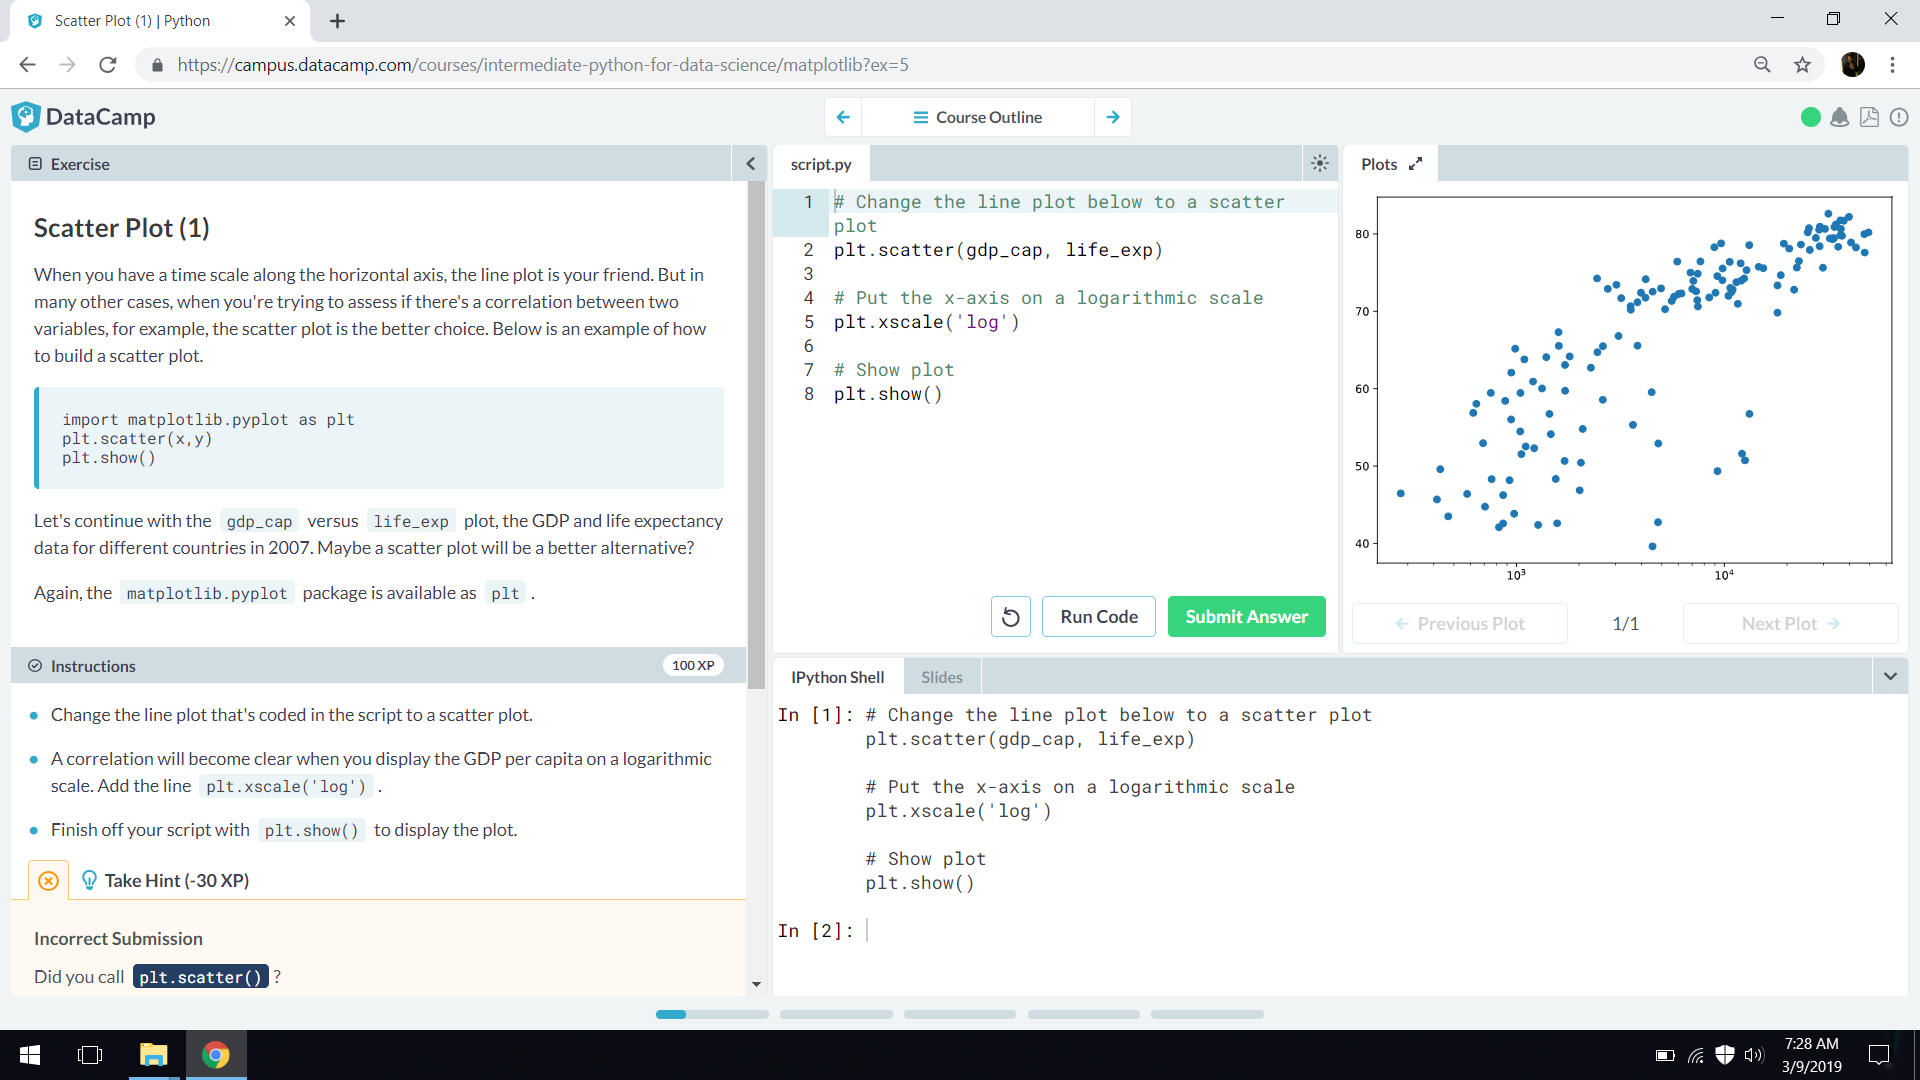 Scatter Plot (1) | Python
https://campus.datacamp.com/courses/intermediate-python-for-data-science/matplotlib?ex=5
DataCamp
Course Outline
Exercise
Scatter Plot (1)
When you have a time scale along the horizontal axis, the line plot is your friend. But in
many other cases, when you're trying to assess if there's a correlation between two
variables, for example, the scatter plot is the better choice. Below is an example of how
to build a scatter plot.
import matplotlib.pyplot as plt
plt.scatter(x,y)
plt.show()
Let's continue with the gdp_cap versus life_exp plot, the GDP and life expectancy
data for different countries in 2007. Maybe a scatter plot will be a better alternative?
Again, the matplotlib.pyplot package is available as plt .
Instructions
100 XP
Change the line plot that's coded in the script to a scatter plot.
A correlation will become clear when you display the GDP per capita on a logarithmic
scale. Add the line plt.xscale('log') .
Finish off your script with plt.show() to display the plot.
Take Hint (-30 XP)
Incorrect Submission
Did you call plt.scatter() ?
script.py
1 # Change the line plot below to a scatter
plot
2 plt.scatter(gdp_cap, life_exp)
3
4 # Put the x-axis on a logarithmic scale
5 plt.xscale('log')
6
7 # Show plot
8 plt.show()
Run Code
Submit Answer
Plots
80
70
60
50
40
10³ 10⁴
Previous Plot
1/1
Next Plot
IPython Shell
Slides
In [1]: # Change the line plot below to a scatter plot
plt.scatter(gdp_cap, life_exp)
# Put the x-axis on a logarithmic scale
plt.xscale('log')
# Show plot
plt.show()
In [2]:
7:28 AM
3/9/2019